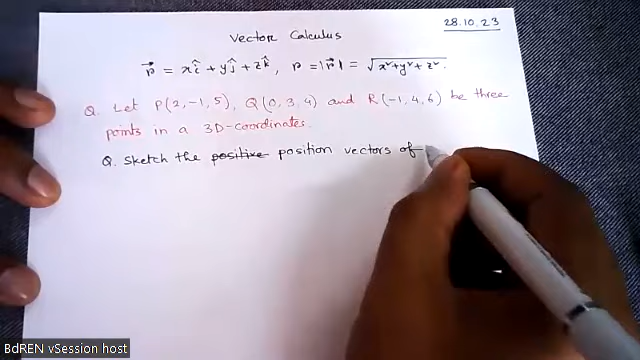 28.10.23
Vector Calculus
r⃗ = xî + yĵ + zk̂, r = |r⃗| = √x²+y²+z².
Q. Let P(2, -1, 5), Q(0, 3, 4) and R(-1, 4, 6) be three
points in a 3D-coordinates.
Q. Sketch the positive position vectors of
BdREN vSession host